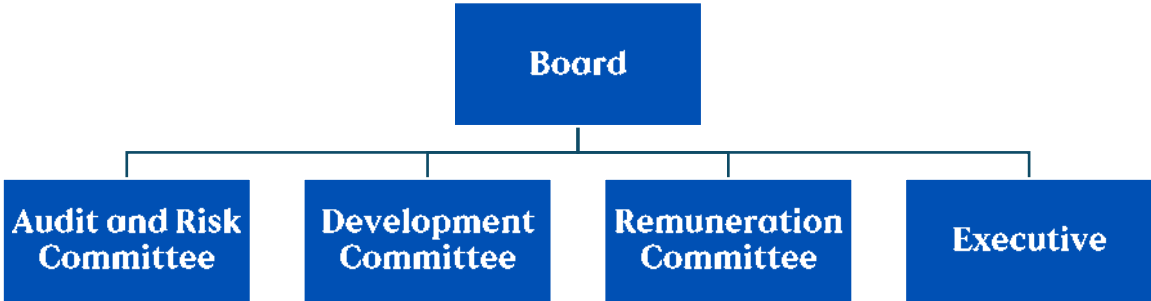 Board
Audit and Risk
Committee
Development
Committee
Remuneration
Committee
Executive